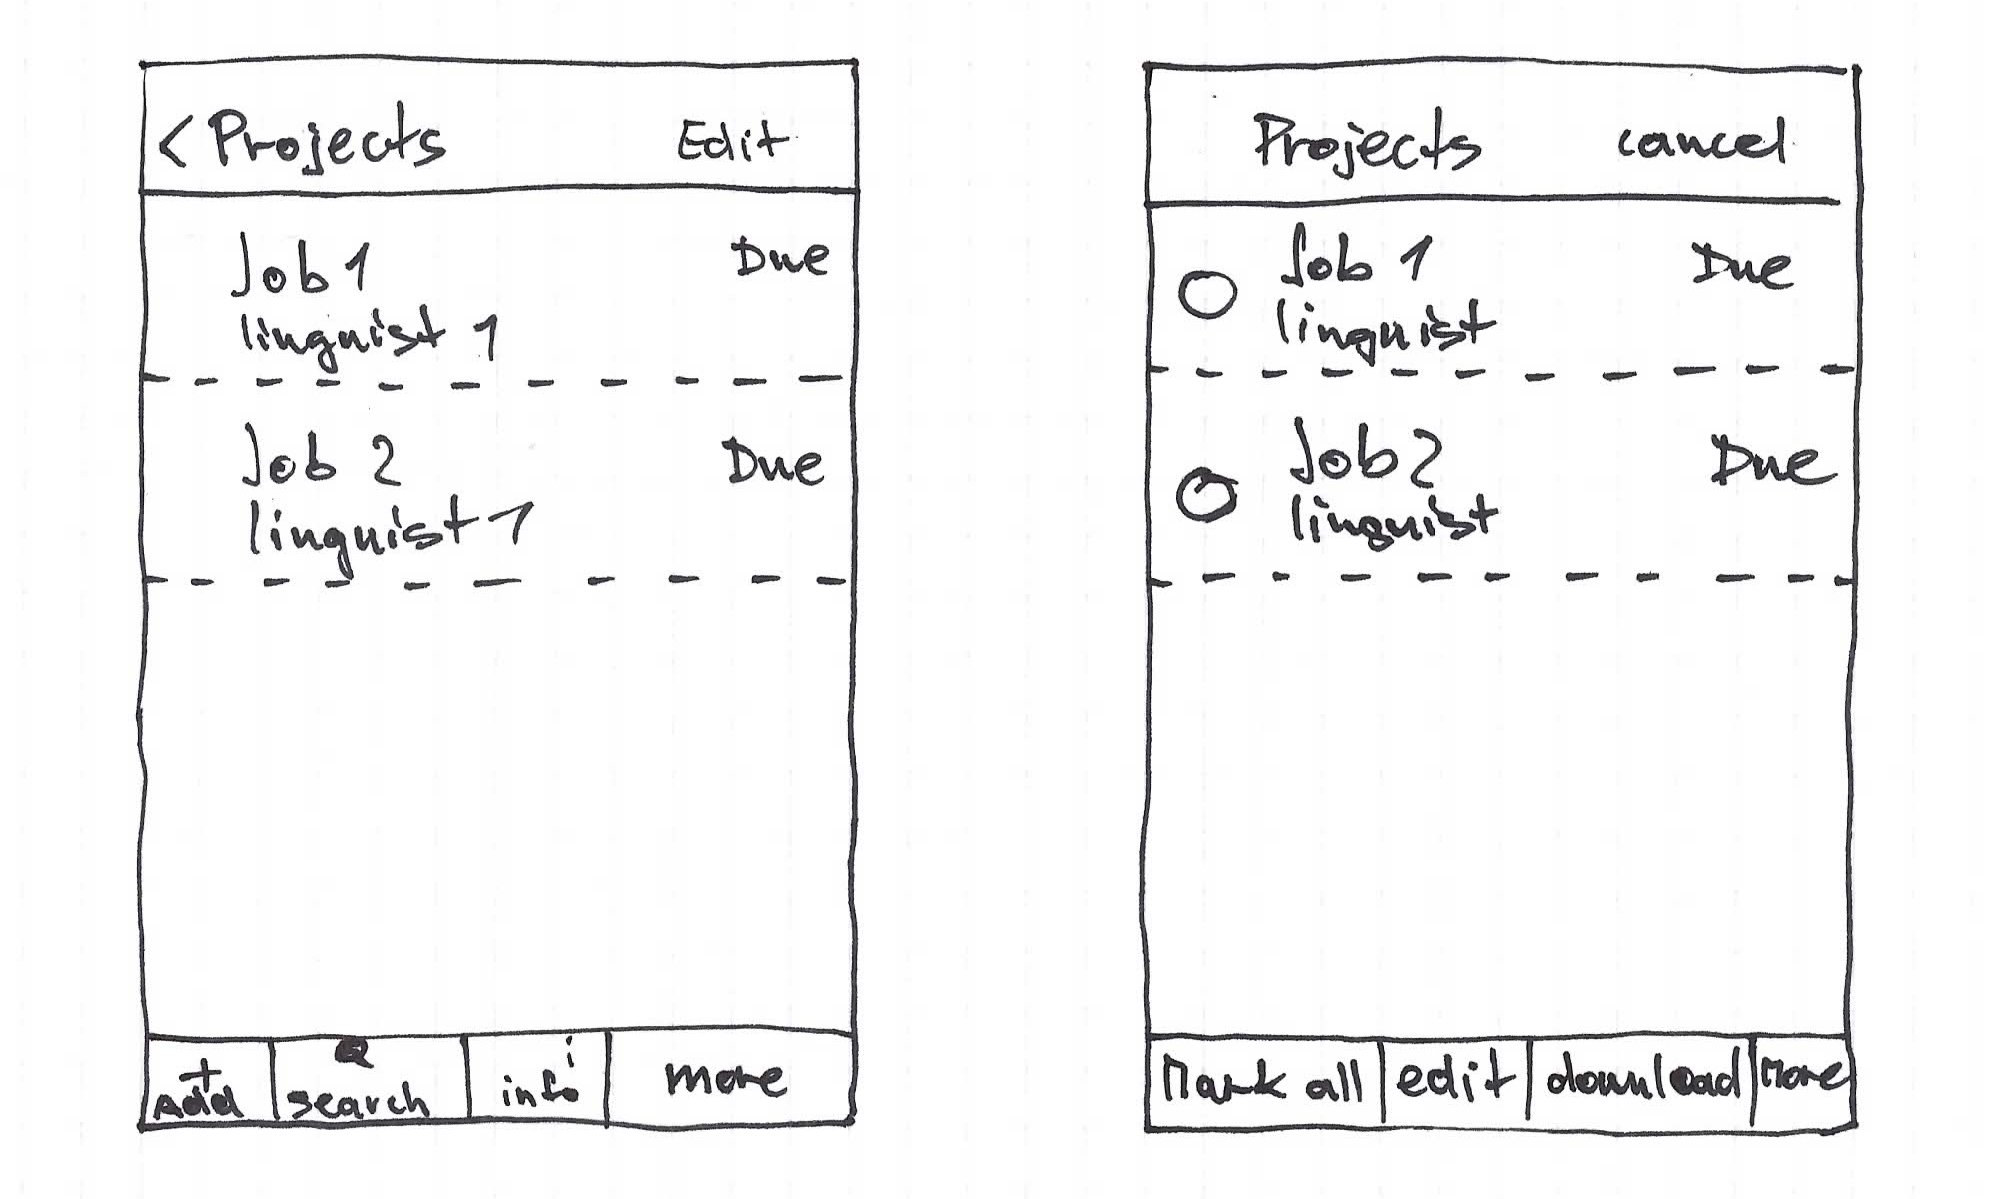 < Projects Edit
Job 1 Due
linguist 1
Job 2 Due
linguist 1
+
Add
search
i
info
more
Projects cancel
Job 1 Due
linguist
Job 2 Due
linguist
Mark all edit download More